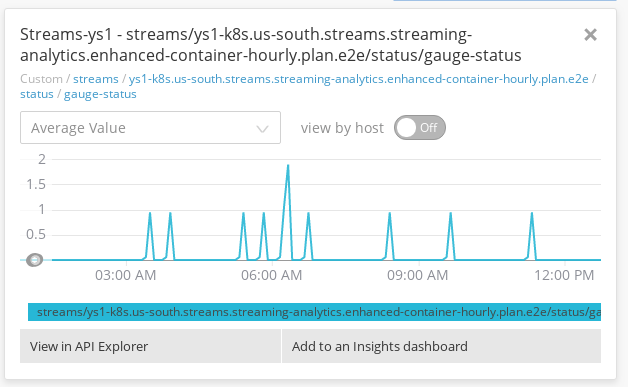 Streams-ys1 - streams/ys1-k8s.us-south.streams.streaming-
analytics.enhanced-container-hourly.plan.e2e/status/gauge-status
Custom / streams / ys1-k8s.us-south.streams.streaming-analytics.enhanced-container-hourly.plan.e2e /
status / gauge-status
Average Value
view by host
Off
2
1.5
1
0.5
03:00 AM
06:00 AM
09:00 AM
12:00 PM
streams/ys1-k8s.us-south.streams.streaming-analytics.enhanced-container-hourly.plan.e2e/status/ga
View in API Explorer
Add to an Insights dashboard